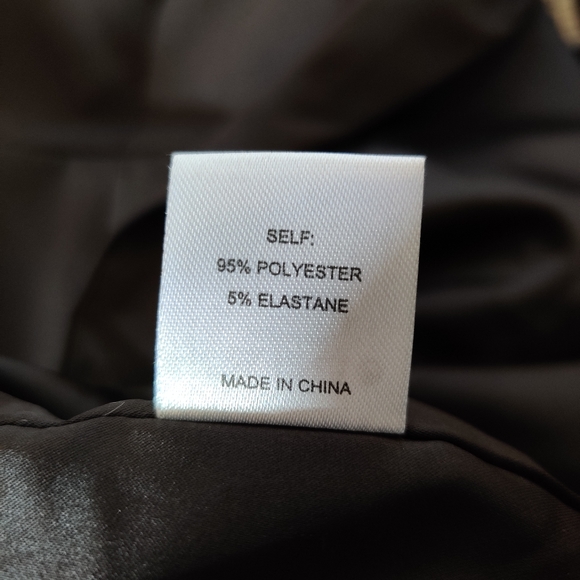 SELF:
95% POLYESTER
5% ELASTANE
MADE IN CHINA